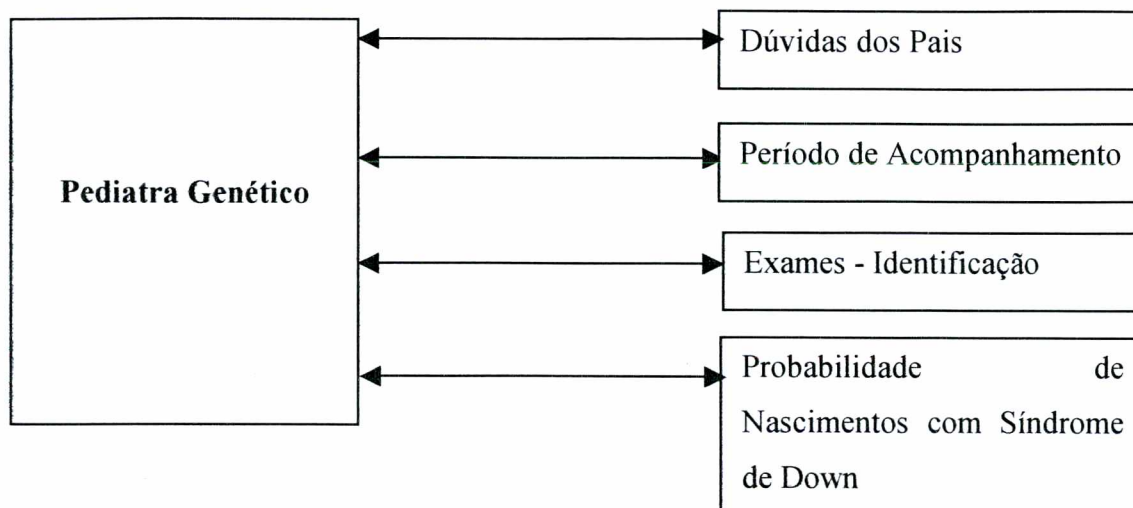 Pediatra Genético
Dúvidas dos Pais
Período de Acompanhamento
Exames - Identificação
Probabilidade de
Nascimentos com Síndrome
de Down